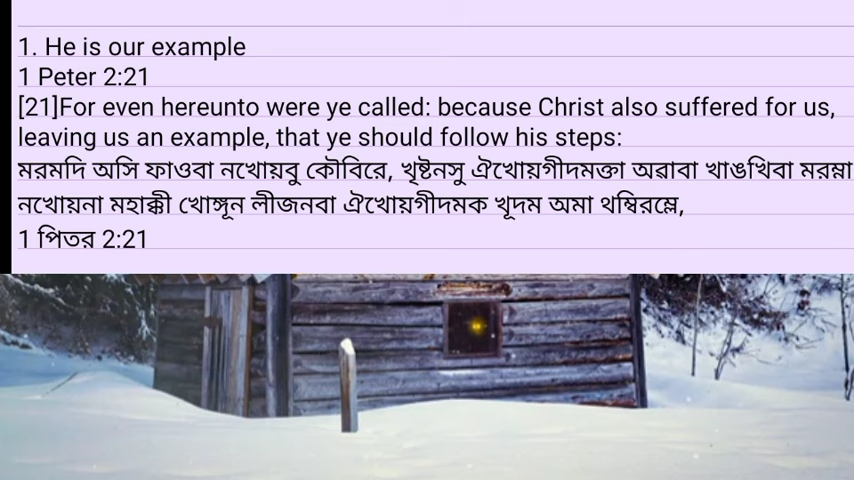 1. He is our example
1 Peter 2:21
[21]For even hereunto were ye called: because Christ also suffered for us,
leaving us an example, that ye should follow his steps:
মরমদি অসি ফাওবা নখোয়বু কৌবিরে, খৃষ্টনসু ঐখোয়গীদমক্তা অৱাবা খাঙখিবা মরম্না
নখোয়না মহাক্কী খোঙ্গূন লীজনবা ঐখোয়গীদমক খূদম অমা থম্বিরম্লে,
1 পিতর 2:21